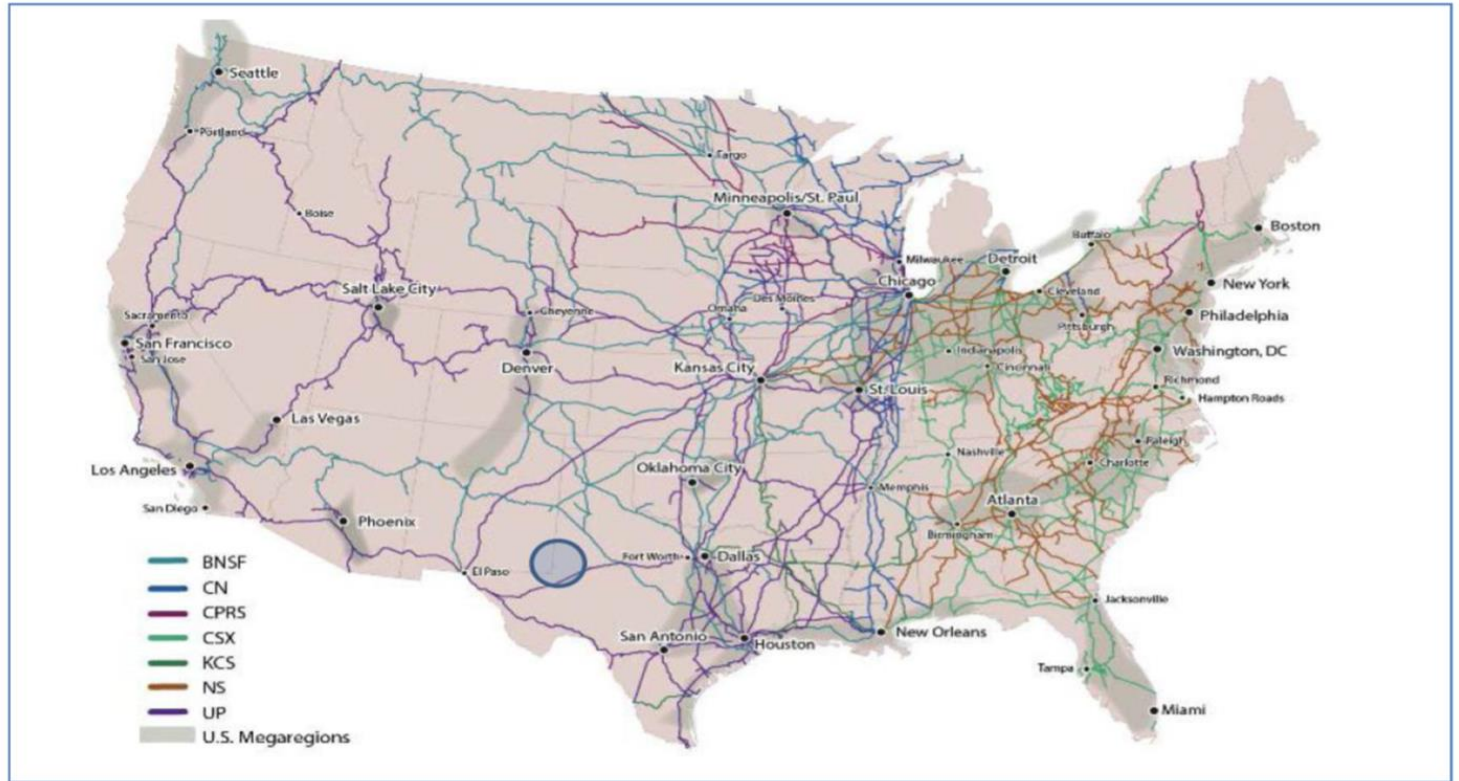 Seattle
Portland
Fargo
Minneapolis/St. Paul
Boise
Buffalo
Boston
Milwaukee
Detroit
Chicago
New York
Salt Lake City
Cheyenne
Omaha
Des Moines
Cleveland
Philadelphia
Sacramento
Pittsburgh
San Francisco
San Jose
Denver
Kansas City
Indianapolis
Cincinnati
Washington, DC
St. Louis
Richmond
Hampton Roads
Las Vegas
Nashville
Raleigh
Los Angeles
Oklahoma City
Charlotte
Memphis
San Diego
Phoenix
Atlanta
Birmingham
Fort Worth
Dallas
El Paso
Jacksonville
San Antonio
Houston
New Orleans
Tampa
Miami
BNSF
CN
CPRS
CSX
KCS
NS
UP
U.S. Megaregions